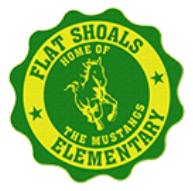 FLAT SHOALS
HOME OF
THE MUSTANGS
ELEMENTARY